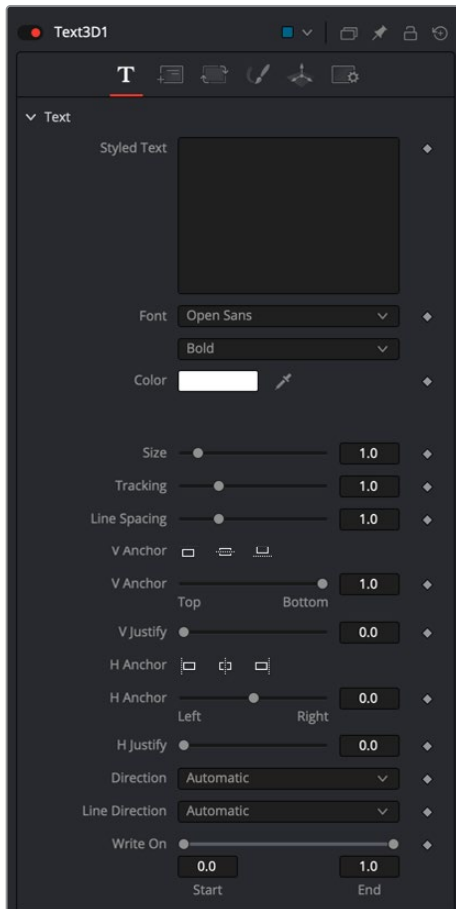 Text3D1
T
Text
Styled Text
Font Open Sans
Bold
Color
Size 1.0
Tracking 1.0
Line Spacing 1.0
V Anchor
V Anchor 1.0
Top Bottom
V Justify 0.0
H Anchor
H Anchor 0.0
Left Right
H Justify 0.0
Direction Automatic
Line Direction Automatic
Write On
0.0 1.0
Start End